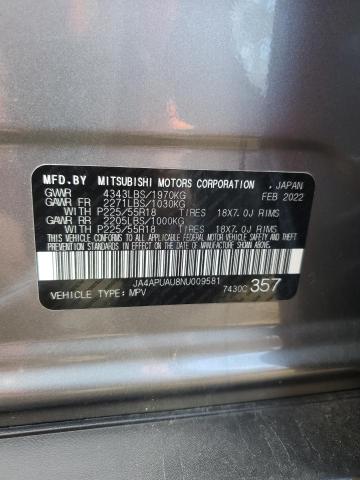 MFD.BY MITSUBISHI MOTORS CORPORATION , JAPAN
GVWR 4343LBS/1970KG FEB 2022
GAWR FR 2271LBS/1030KG
WITH P225/55R18 TIRES 18X7.0J RIMS
GAWR RR 2205LBS/1000KG
WITH P225/55R18 TIRES 18X7.0J RIMS
THIS VEHICLE CONFORMS TO ALL APPLICABLE FEDERAL MOTOR
VEHICLE SAFETY AND BUMPER STANDARDS IN EFFECT ON THE
DATE OF MANUFACTURE SHOWN ABOVE.
JA4APUAU8NU009581
VEHICLE TYPE: MPV 7430C 357